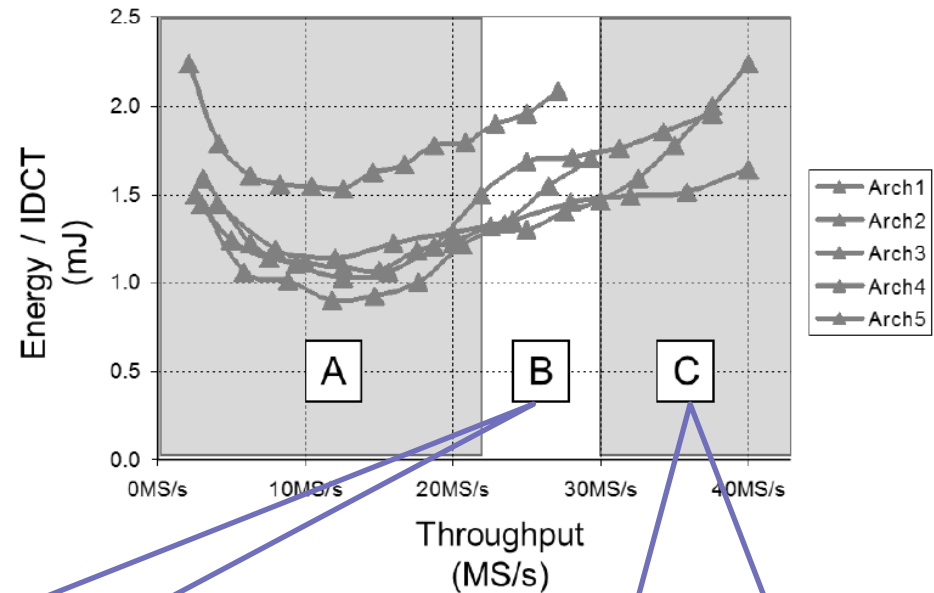 2.5
2.0
1.5
1.0
0.5
0.0
Energy / IDCT
(mJ)
A
B
C
0MS/s
10MS/s
20MS/s
30MS/s
40MS/s
Throughput
(MS/s)
Arch1
Arch2
Arch3
Arch4
Arch5